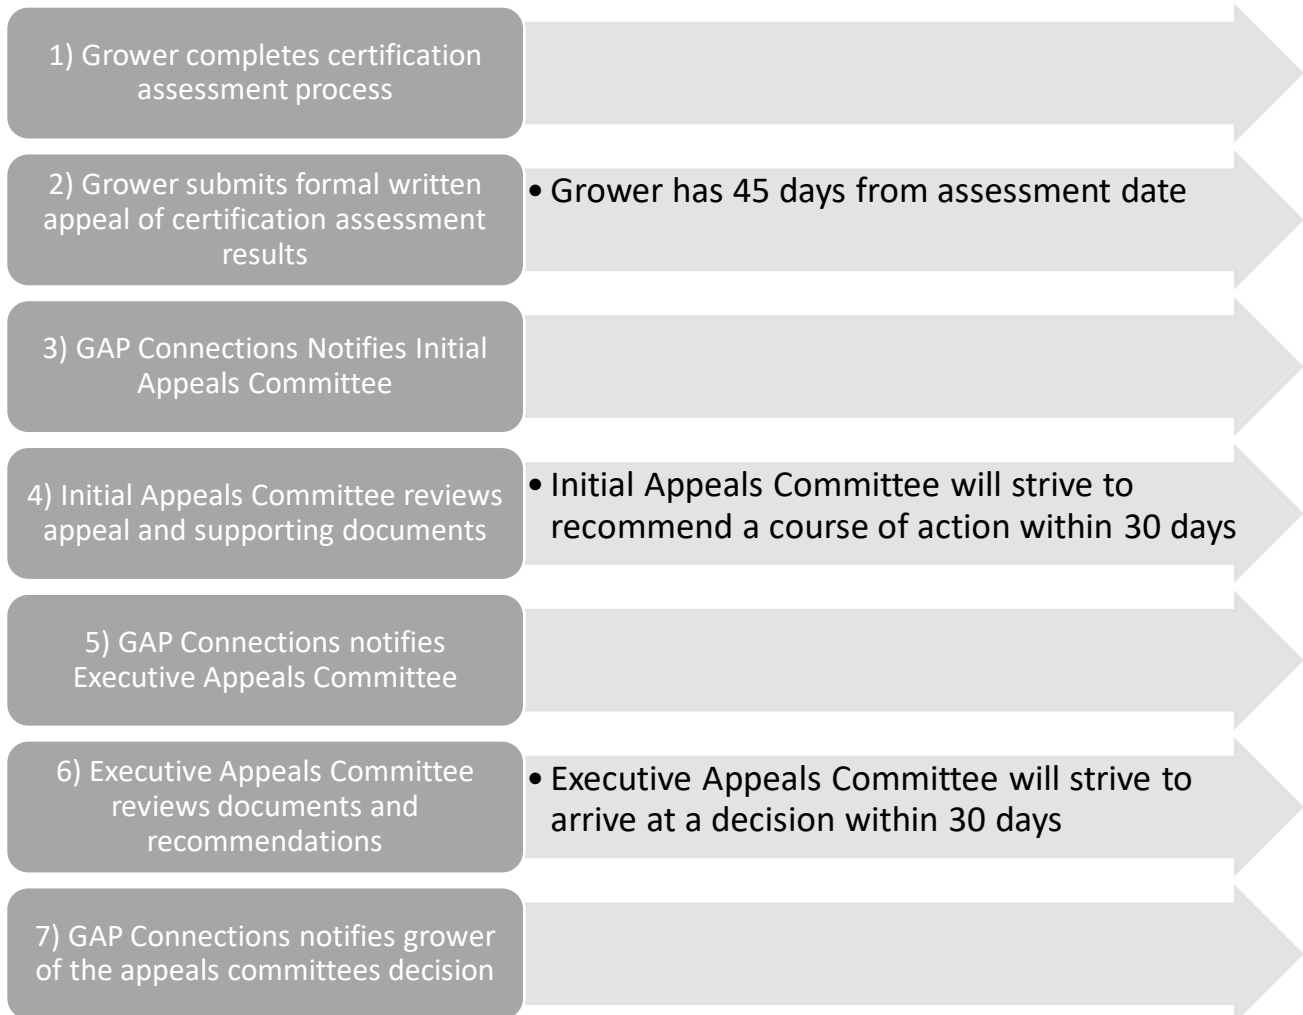 1) Grower completes certification
assessment process
2) Grower submits formal written
appeal of certification assessment
results
• Grower has 45 days from assessment date
3) GAP Connections Notifies Initial
Appeals Committee
4) Initial Appeals Committee reviews
appeal and supporting documents
• Initial Appeals Committee will strive to
recommend a course of action within 30 days
5) GAP Connections notifies
Executive Appeals Committee
6) Executive Appeals Committee
reviews documents and
recommendations
• Executive Appeals Committee will strive to
arrive at a decision within 30 days
7) GAP Connections notifies grower
of the appeals committees decision